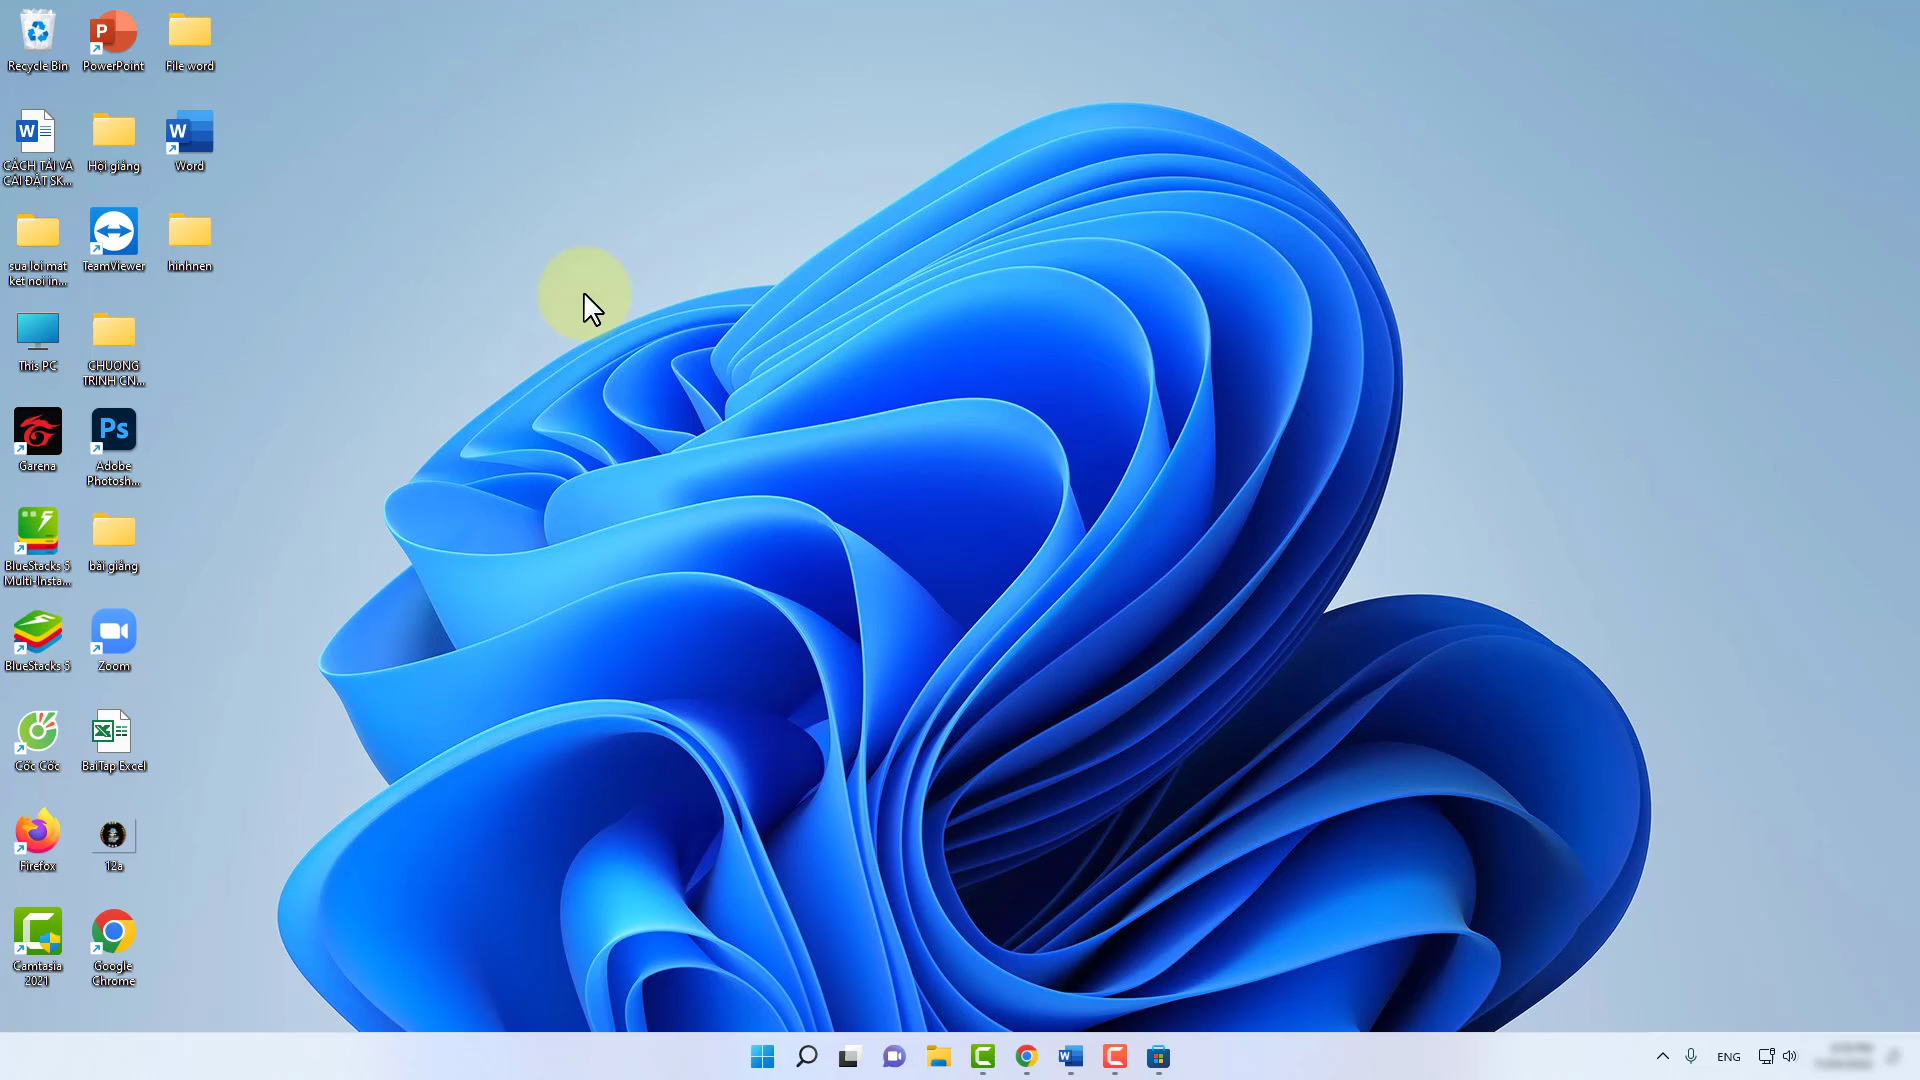 Recycle Bin
PowerPoint
File word
CÁCH TẢI VÀ
CÀI ĐẶT SK...
Hội giảng
Word
sua loi mat
ket noi in...
TeamViewer
hinhnen
This PC
CHUONG
TRINH CN...
Garena
Adobe
Photosh...
BlueStacks 5
Multi-Insta...
bài giảng
BlueStacks 5
Zoom
Cốc Cốc
BaiTap Excel
Firefox
12a
Camtasia
2021
Google
Chrome
ENG